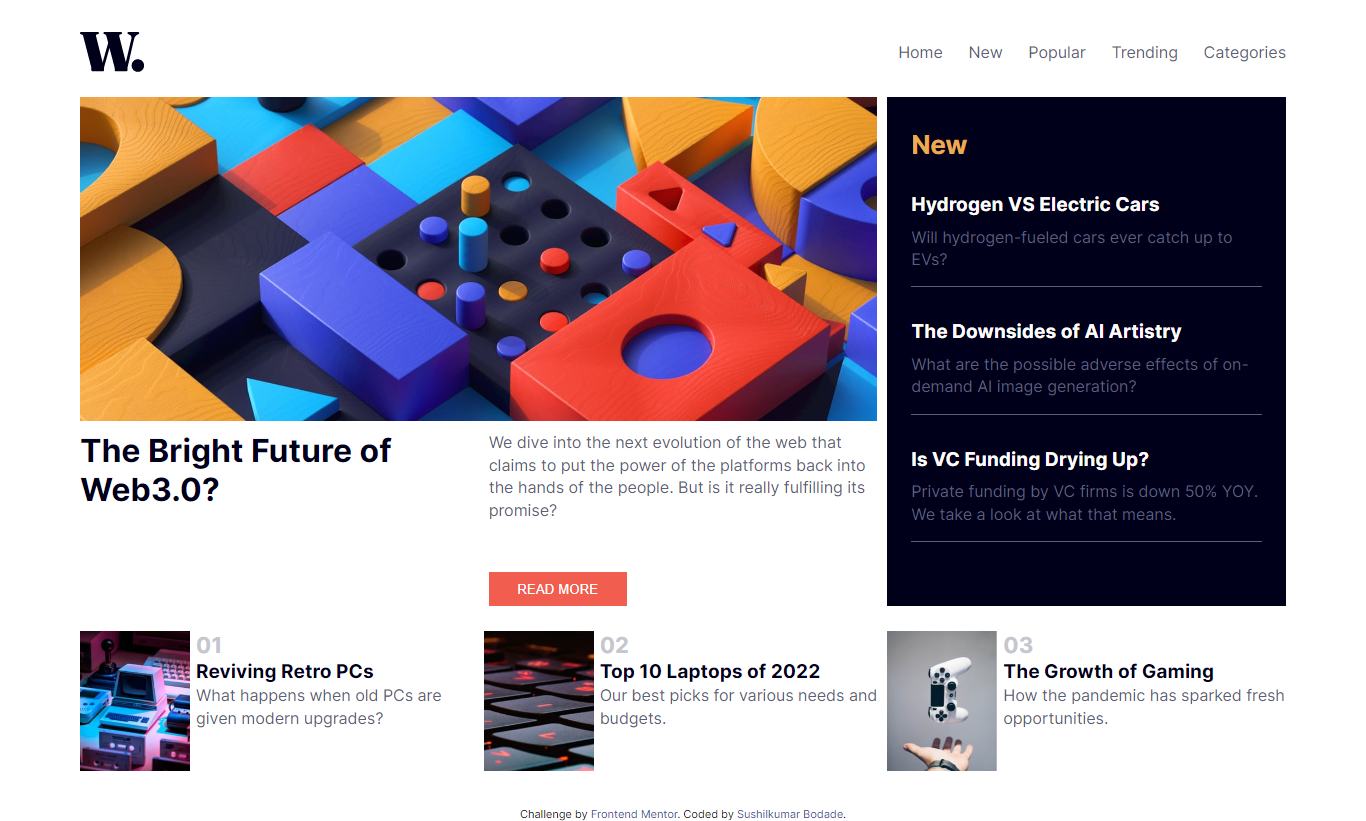 W.
Home New Popular Trending Categories
New
Hydrogen VS Electric Cars
Will hydrogen-fueled cars ever catch up to
EVs?
The Downsides of AI Artistry
What are the possible adverse effects of on-
demand AI image generation?
Is VC Funding Drying Up?
Private funding by VC firms is down 50% YOY.
We take a look at what that means.
The Bright Future of
Web3.0?
We dive into the next evolution of the web that
claims to put the power of the platforms back into
the hands of the people. But is it really fulfilling its
promise?
READ MORE
01
Reviving Retro PCs
What happens when old PCs are
given modern upgrades?
02
Top 10 Laptops of 2022
Our best picks for various needs and
budgets.
03
The Growth of Gaming
How the pandemic has sparked fresh
opportunities.
Challenge by Frontend Mentor. Coded by Sushilkumar Bodade.